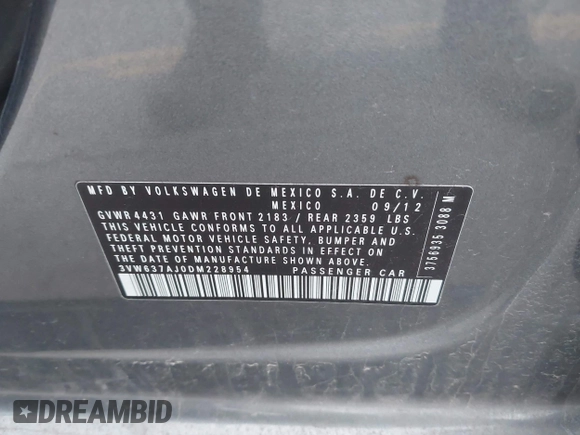 MFD BY VOLKSWAGEN DE MEXICO S.A. DE C.V.
MEXICO 09/12
GVWR 4431 GAWR FRONT 2183 / REAR 2359 LBS
THIS VEHICLE CONFORMS TO ALL APPLICABLE U.S.
FEDERAL MOTOR VEHICLE SAFETY, BUMPER AND
THEFT PREVENTION STANDARDS IN EFFECT ON
THE DATE OF MANUFACTURE SHOWN ABOVE.
3VW637AJ0DM228954 PASSENGER CAR
3756935 3088 M
DREAMBID